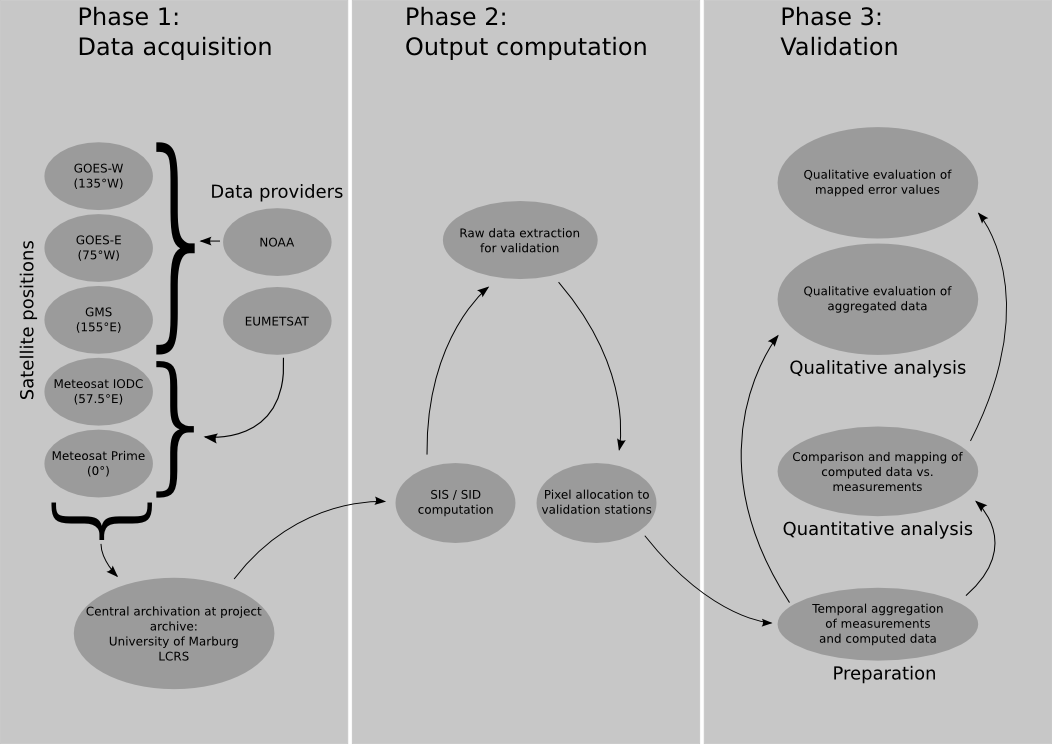 Phase 1:
Data acquisition
Satellite positions
GOES-W
(135°W)
GOES-E
(75°W)
GMS
(155°E)
Meteosat IODC
(57.5°E)
Meteosat Prime
(0°)
Data providers
NOAA
EUMETSAT
Central archivation at project
archive:
University of Marburg
LCRS
Phase 2:
Output computation
Raw data extraction
for validation
SIS / SID
computation
Pixel allocation to
validation stations
Phase 3:
Validation
Qualitative evaluation of
mapped error values
Qualitative evaluation of
aggregated data
Qualitative analysis
Comparison and mapping of
computed data vs.
measurements
Quantitative analysis
Temporal aggregation
of measurements
and computed data
Preparation